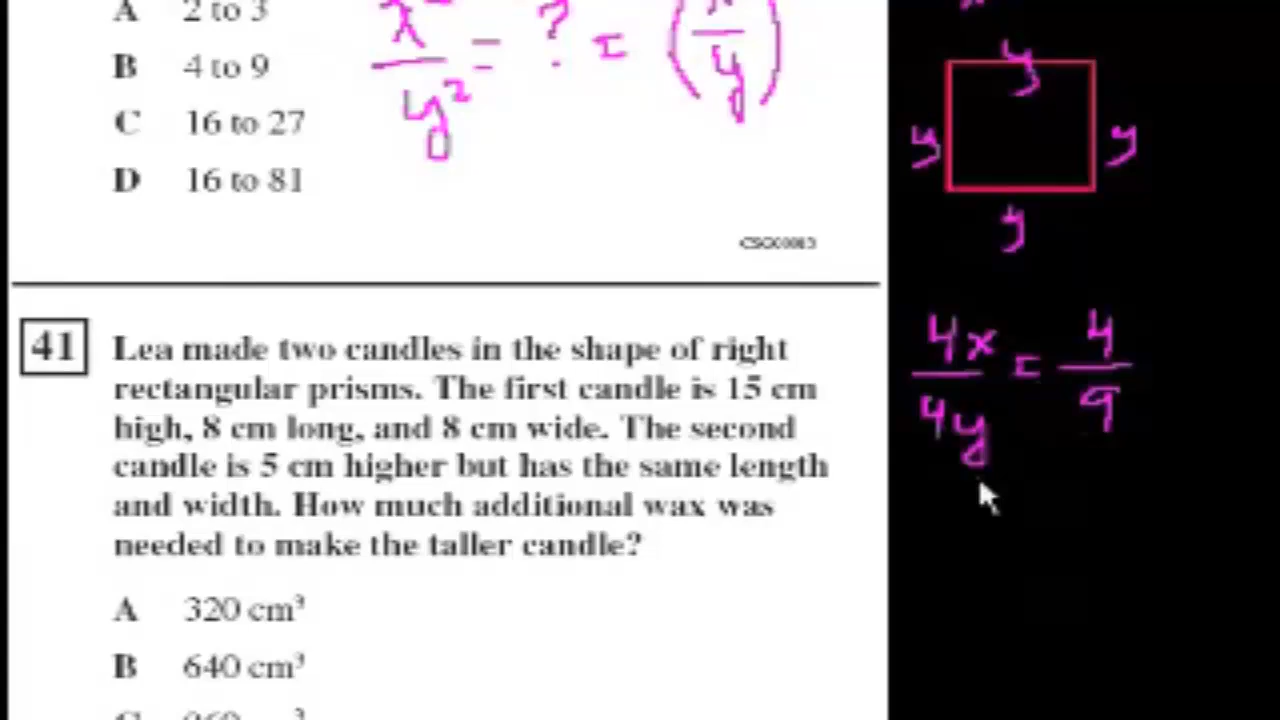 A 2 to 3
B 4 to 9
C 16 to 27
D 16 to 81
x²/y² = ? = (x/y)
y
y y
y
4x/4y = 4/9
41 Lea made two candles in the shape of right
rectangular prisms. The first candle is 15 cm
high, 8 cm long, and 8 cm wide. The second
candle is 5 cm higher but has the same length
and width. How much additional wax was
needed to make the taller candle?
A 320 cm³
B 640 cm³